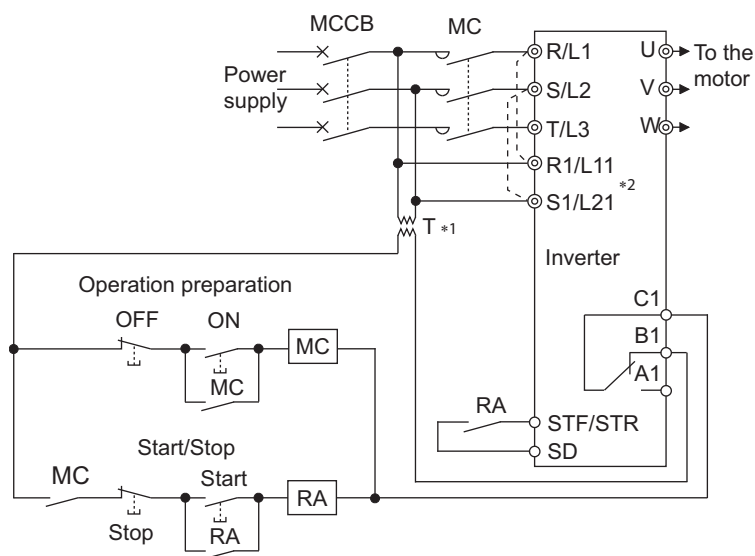 MCCB
MC
R/L1
U
To the
motor
Power
supply
S/L2
V
T/L3
W
R1/L11
S1/L21
*2
T *1
Inverter
Operation preparation
OFF
ON
MC
MC
C1
B1
A1
RA
STF/STR
SD
Start/Stop
MC
Start
RA
Stop
RA